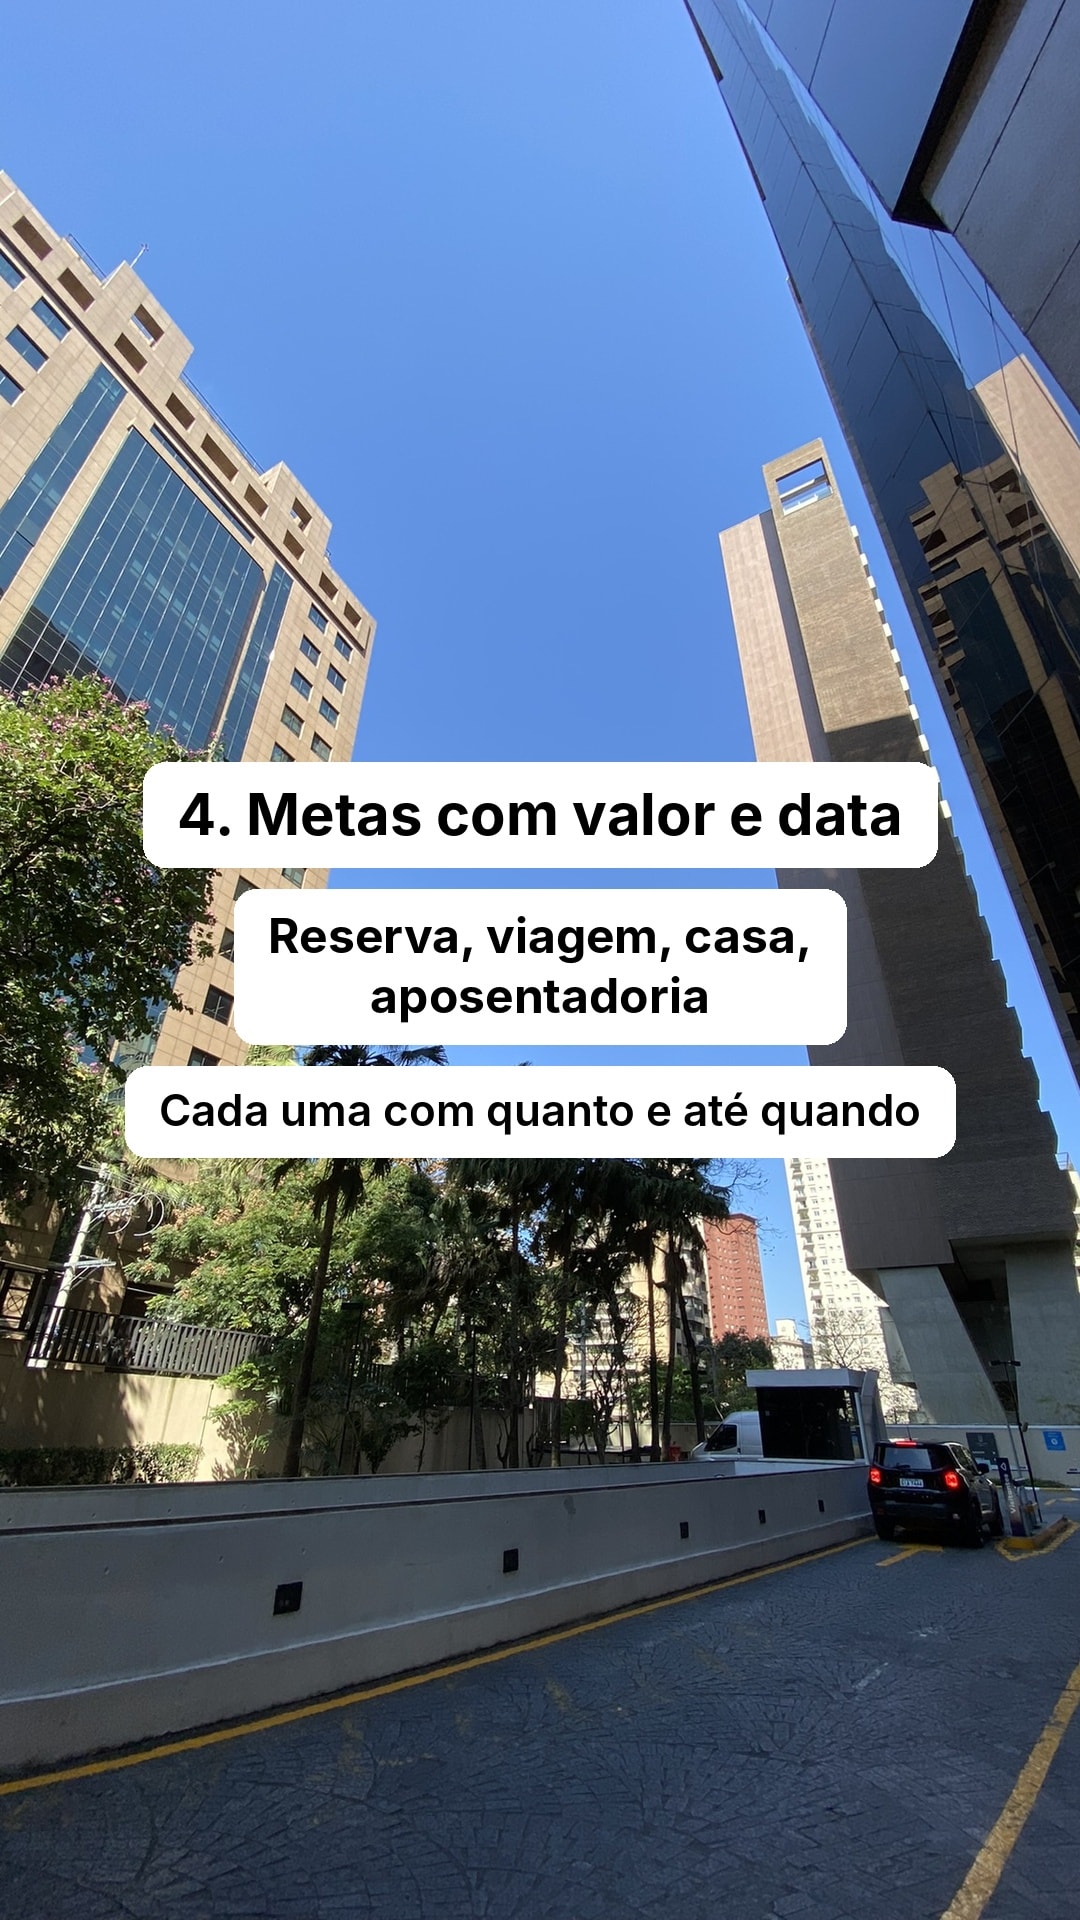 4. Metas com valor e data
Reserva, viagem, casa,
aposentadoria
Cada uma com quanto e até quando